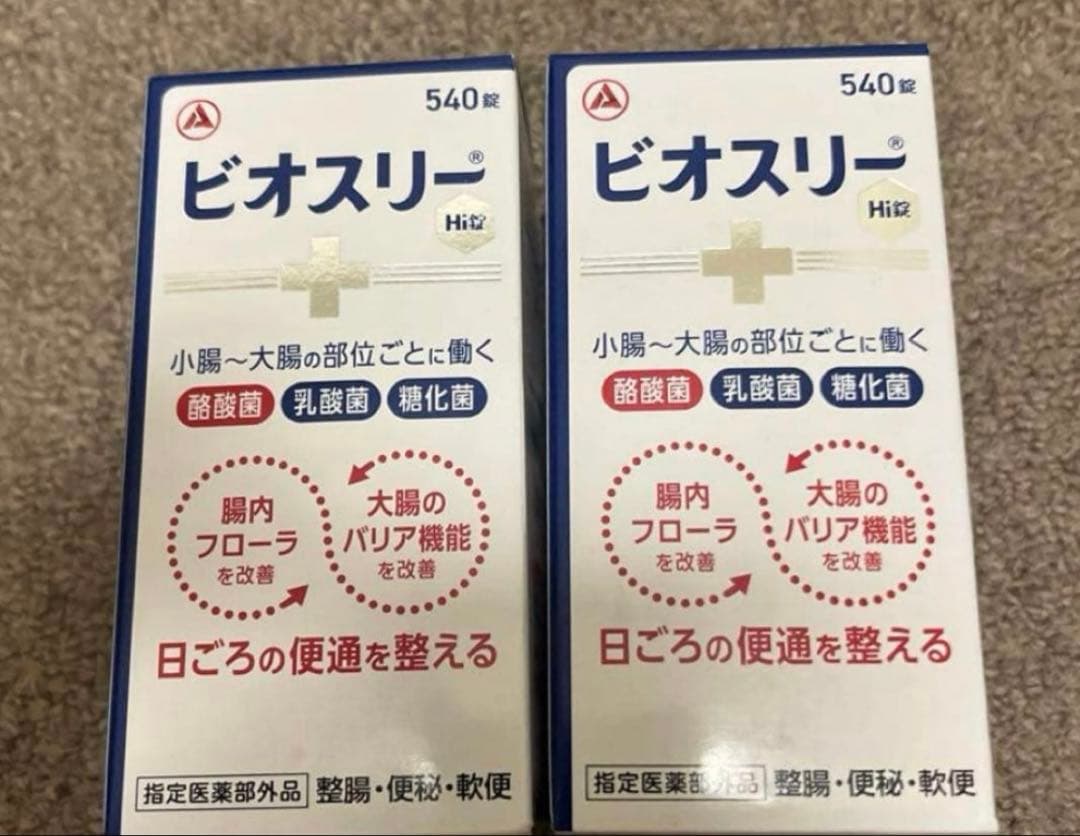 540錠
ビオスリー®
Hi錠
小腸～大腸の部位ごとに働く
酪酸菌 乳酸菌 糖化菌
腸内
フローラ
を改善
大腸の
バリア機能
を改善
日ごろの便通を整える
指定医薬部外品 整腸・便秘・軟便
540錠
ビオスリー®
Hi錠
小腸～大腸の部位ごとに働く
酪酸菌 乳酸菌 糖化菌
腸内
フローラ
を改善
大腸の
バリア機能
を改善
日ごろの便通を整える
指定医薬部外品 整腸・便秘・軟便